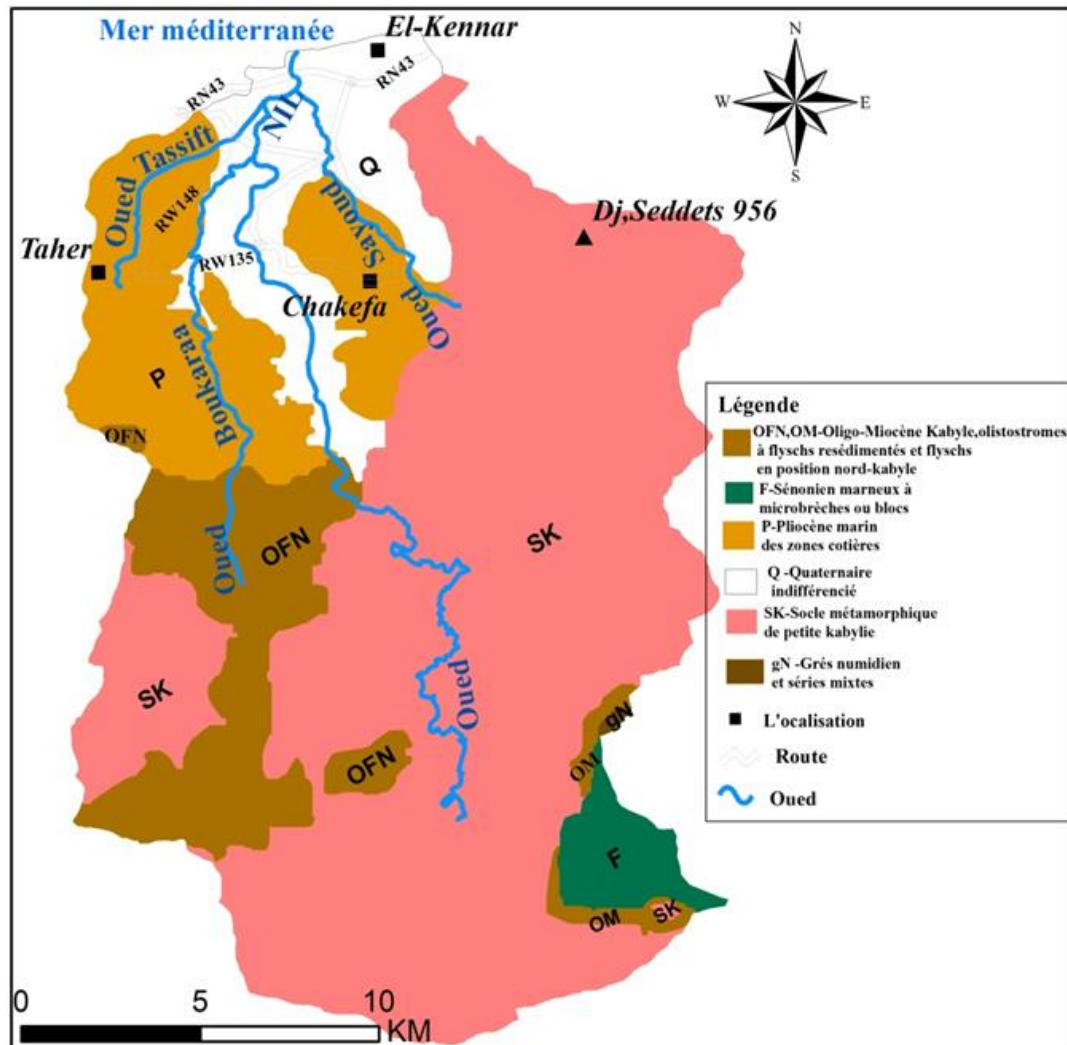 Mer méditerranée
El-Kennar
RN43
RN43
N
W
E
S
NIL
Q
Oued Tassift
RW148
Oued Sayoud
Dj,Seddets 956
Taher
RW135
Chakefa
P
Oued Boukaraa
OFN
OFN
SK
SK
Oued
OFN
gN
OM
F
OM
SK
Légende
OFN,OM-Oligo-Miocène Kabyle,olistostromes
à flyschs resédimentés et flyschs
en position nord-kabyle
F-Sénonien marneux à
microbrèches ou blocs
P-Pliocène marin
des zones cotières
Q -Quaternaire
indifférencié
SK-Socle métamorphique
de petite kabylie
gN -Grés numidien
et séries mixtes
L'ocalisation
Route
Oued
0 5 10
KM